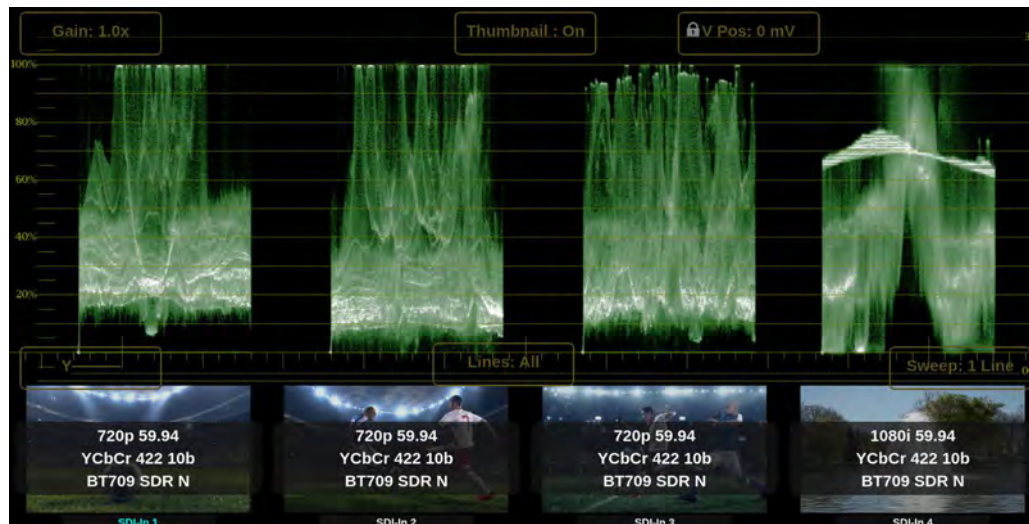 Gain: 1.0x
Thumbnail : On
V Pos: 0 mV
3
100%
80%
60%
40%
20%
Y
Lines: All
Sweep: 1 Line
0
720p 59.94
YCbCr 422 10b
BT709 SDR N
720p 59.94
YCbCr 422 10b
BT709 SDR N
720p 59.94
YCbCr 422 10b
BT709 SDR N
1080i 59.94
YCbCr 422 10b
BT709 SDR N
SDI-In 1
SDI-In 2
SDI-In 3
SDI-In 4